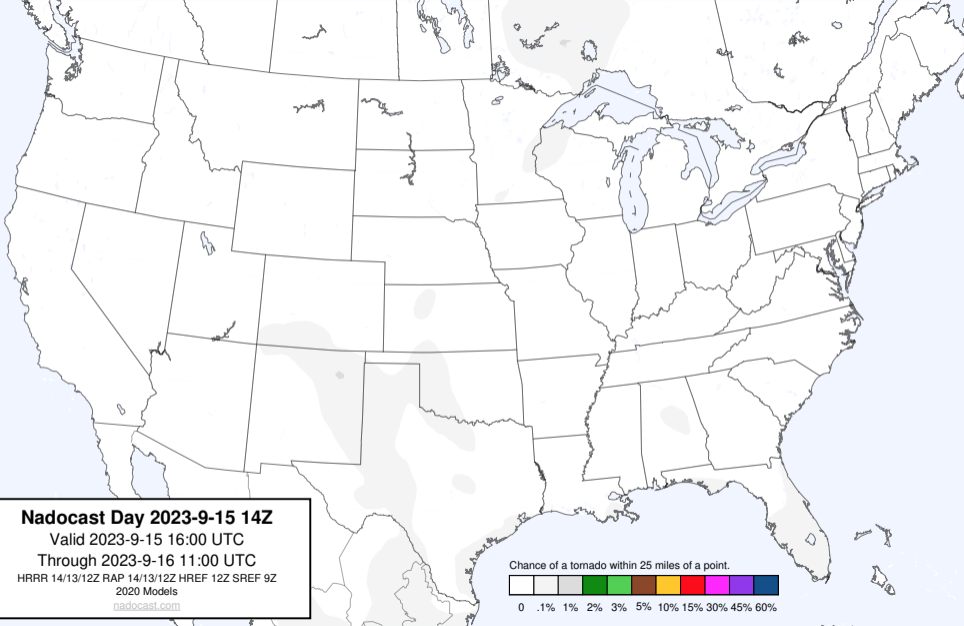 Nadocast Day 2023-9-15 14Z
Valid 2023-9-15 16:00 UTC
Through 2023-9-16 11:00 UTC
HRRR 14/13/12Z RAP 14/13/12Z HREF 12Z SREF 9Z
2020 Models
nadocast.com
Chance of a tornado within 25 miles of a point.
0 .1% 1% 2% 3% 5% 10% 15% 30% 45% 60%